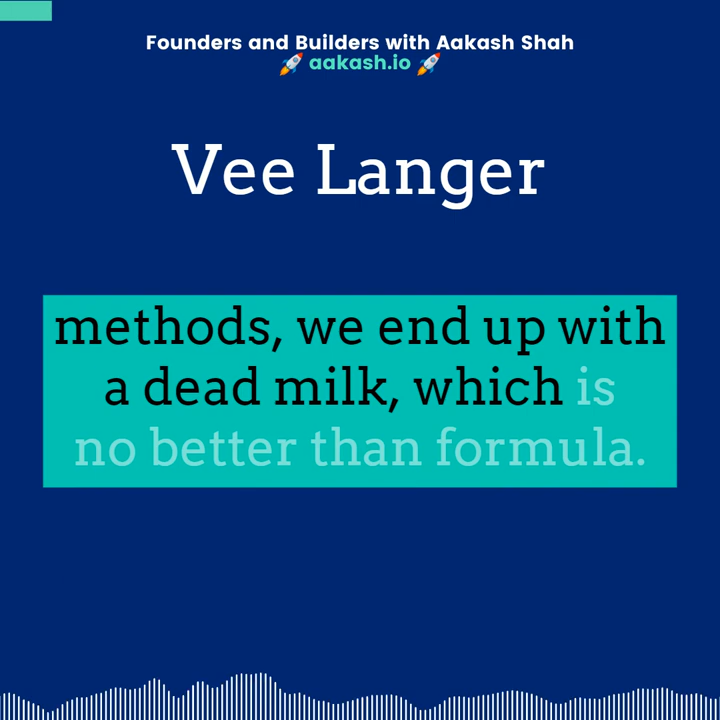 Founders and Builders with Aakash Shah
🚀 aakash.io 🚀
Vee Langer
methods, we end up with
a dead milk, which is
no better than formula.